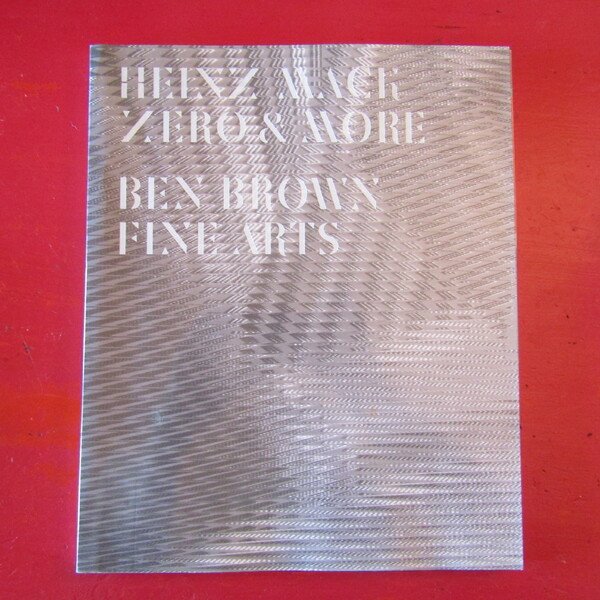 HEINZ MACK
ZERO & MORE
BEN BROWN
FINE ARTS